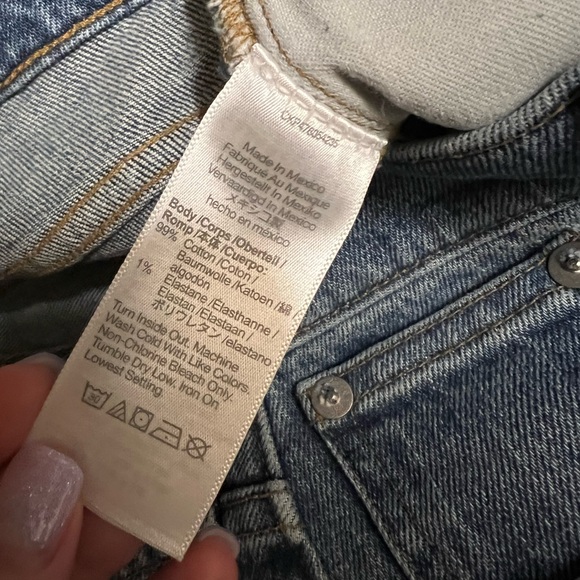 CKP476054295
Made In Mexico
Fabriqué Au Mexique
Hergestellt In Mexico
Vervaardigd In Mexico
メキシコ製
hecho en méxico
Body/Corps/Oberteil/
Romp/本体/Cuerpo:
99% Cotton/Coton/
Baumwolle/Katoen/綿/
algodón
1% Elastane/Elasthanne/
Elastan/Elastaan/
ポリウレタン/elastano
Turn Inside Out. Machine
Wash Cold With Like Colors.
Non-Chlorine Bleach Only.
Tumble Dry Low. Iron On
Lowest Setting